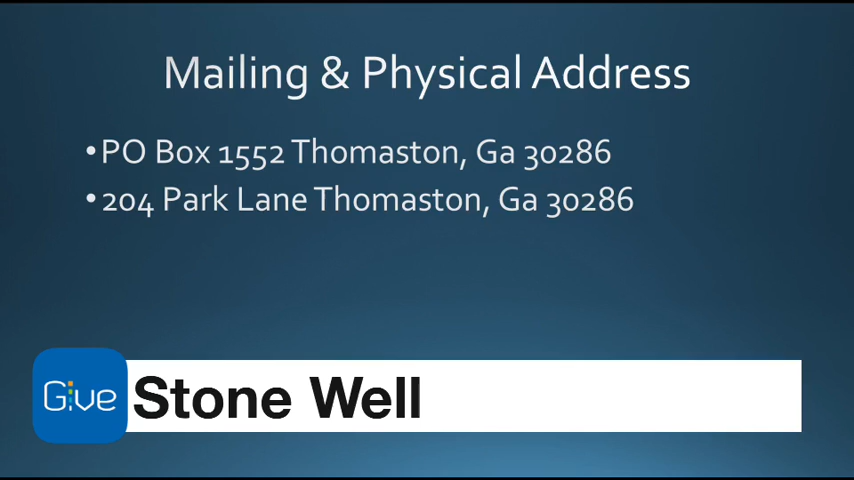 Mailing & Physical Address
•PO Box 1552 Thomaston, Ga 30286
•204 Park Lane Thomaston, Ga 30286
Give
Stone Well